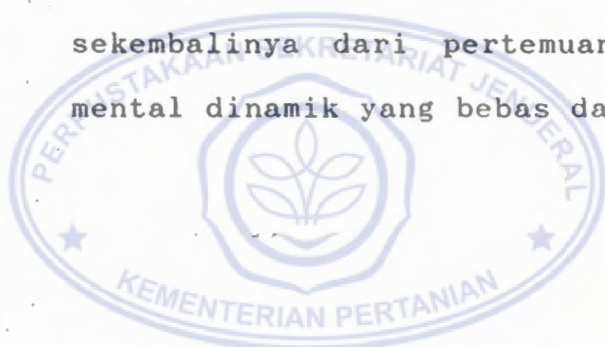 sekembalinya dari pertemuan
mental dinamik yang bebas da
PERPUSTAKAAN SEKRETARIAT JENDERAL
KEMENTERIAN PERTANIAN